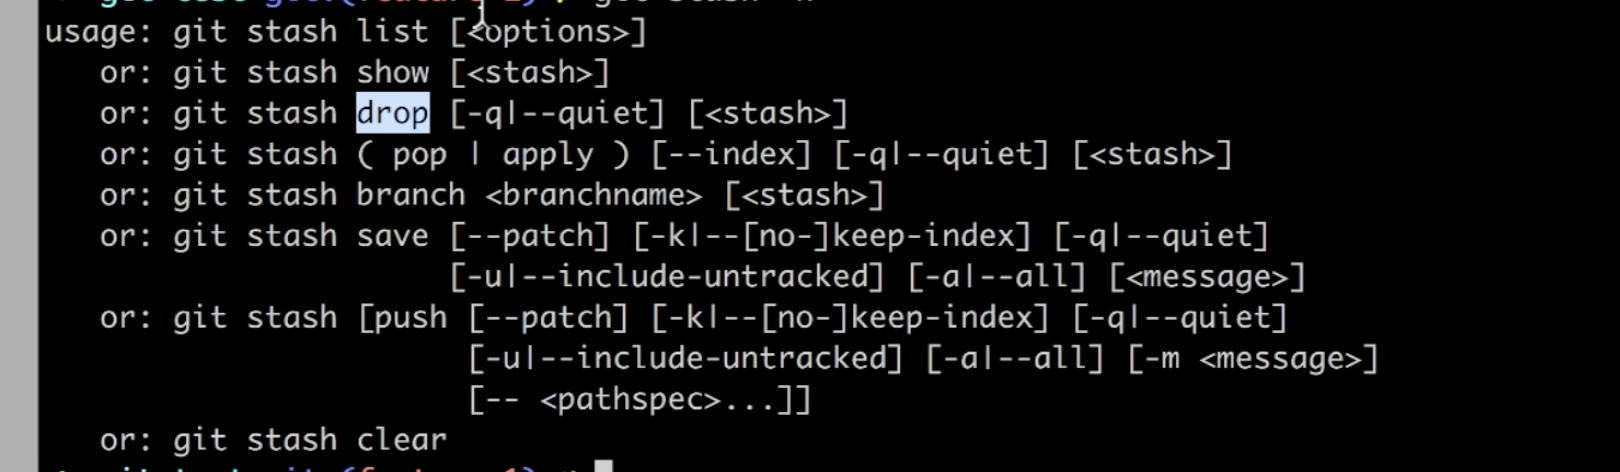 usage: git stash list [<options>]
or: git stash show [<stash>]
or: git stash drop [-q|--quiet] [<stash>]
or: git stash ( pop | apply ) [--index] [-q|--quiet] [<stash>]
or: git stash branch <branchname> [<stash>]
or: git stash save [--patch] [-k|--[no-]keep-index] [-q|--quiet]
[-u|--include-untracked] [-a|--all] [<message>]
or: git stash [push [--patch] [-k|--[no-]keep-index] [-q|--quiet]
[-u|--include-untracked] [-a|--all] [-m <message>]
[-- <pathspec>...]]
or: git stash clear